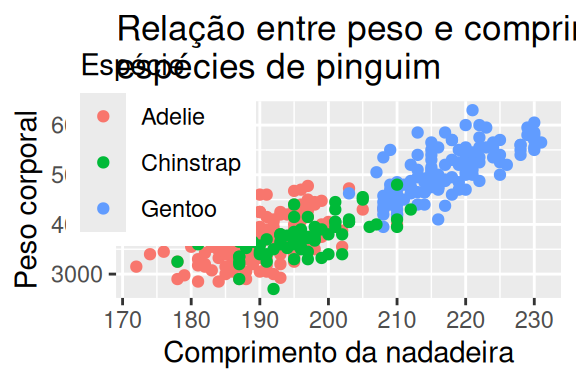 Relação entre peso e
espécies de pinguim
Espécie
Adelie
Chinstrap
Gentoo
Peso corporal
3000
170 180 190 200 210 220 230
Comprimento da nadadeira